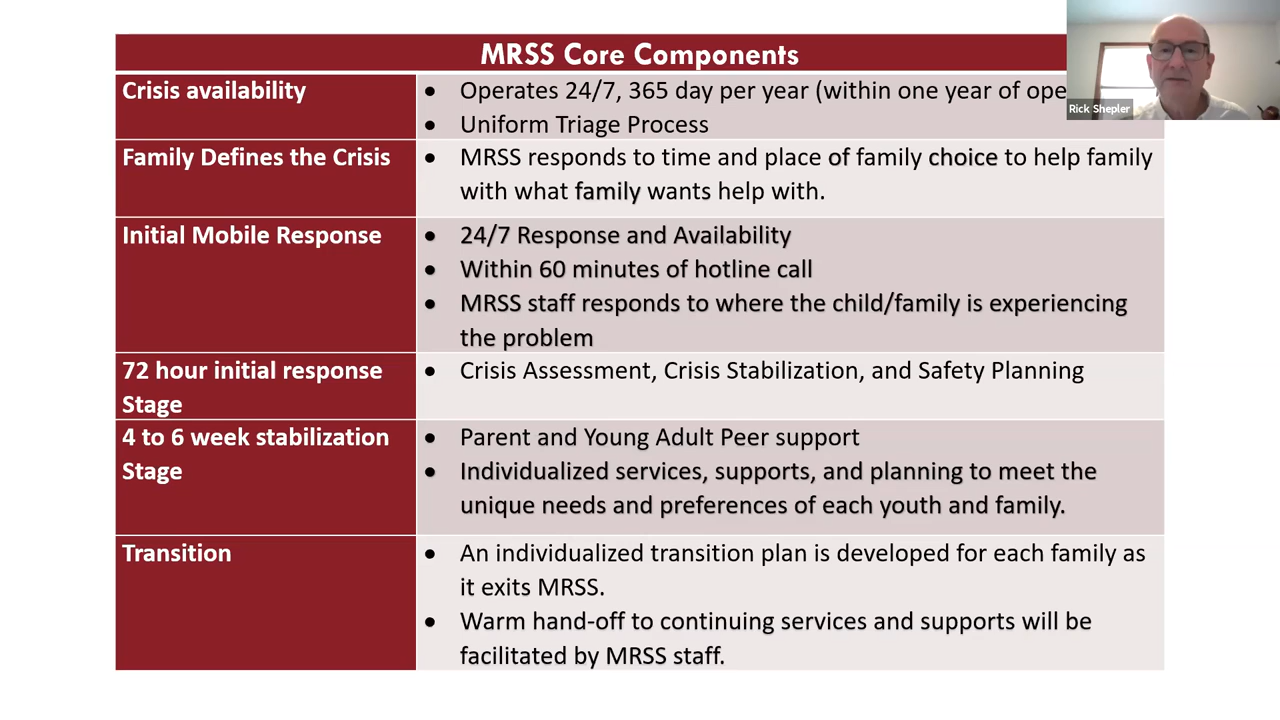 MRSS Core Components
Crisis availability
• Operates 24/7, 365 day per year (within one year of
• Uniform Triage Process
Family Defines the Crisis
• MRSS responds to time and place of family choice to help family
with what family wants help with.
Initial Mobile Response
• 24/7 Response and Availability
• Within 60 minutes of hotline call
• MRSS staff responds to where the child/family is experiencing
the problem
72 hour initial response
Stage
• Crisis Assessment, Crisis Stabilization, and Safety Planning
4 to 6 week stabilization
Stage
• Parent and Young Adult Peer support
• Individualized services, supports, and planning to meet the
unique needs and preferences of each youth and family.
Transition
• An individualized transition plan is developed for each family as
it exits MRSS.
• Warm hand-off to continuing services and supports will be
facilitated by MRSS staff.
Rick Shepler